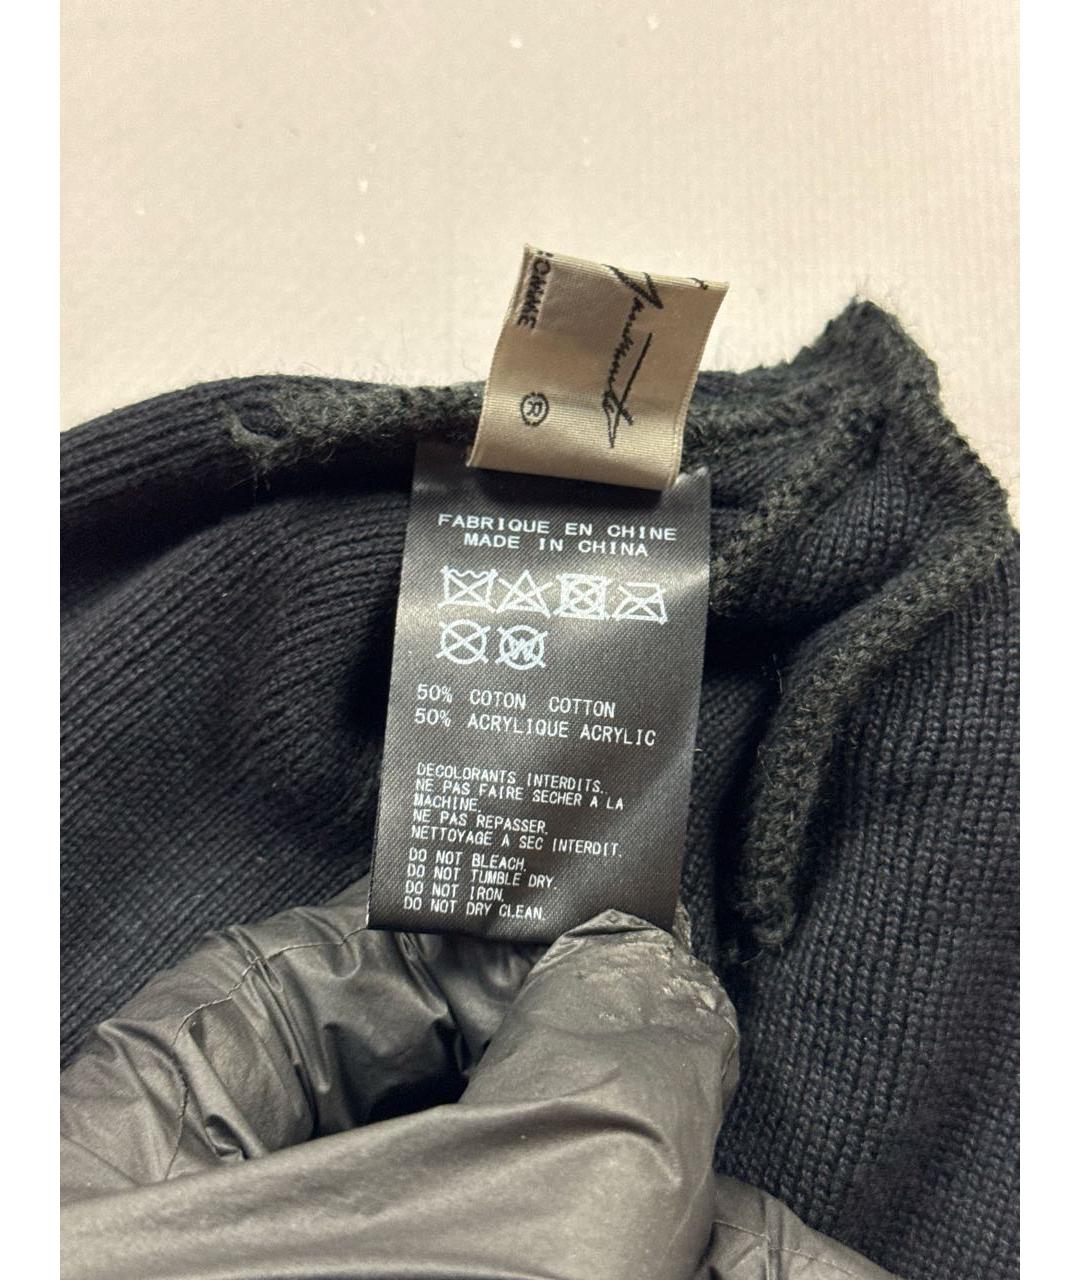 HOMME
Yamamoto
®
FABRIQUE EN CHINE
MADE IN CHINA
W
50% COTON COTTON
50% ACRYLIQUE ACRYLIC
DECOLORANTS INTERDITS.
NE PAS FAIRE SECHER A LA
MACHINE.
NE PAS REPASSER.
NETTOYAGE A SEC INTERDIT.
DO NOT BLEACH.
DO NOT TUMBLE DRY.
DO NOT IRON.
DO NOT DRY CLEAN.